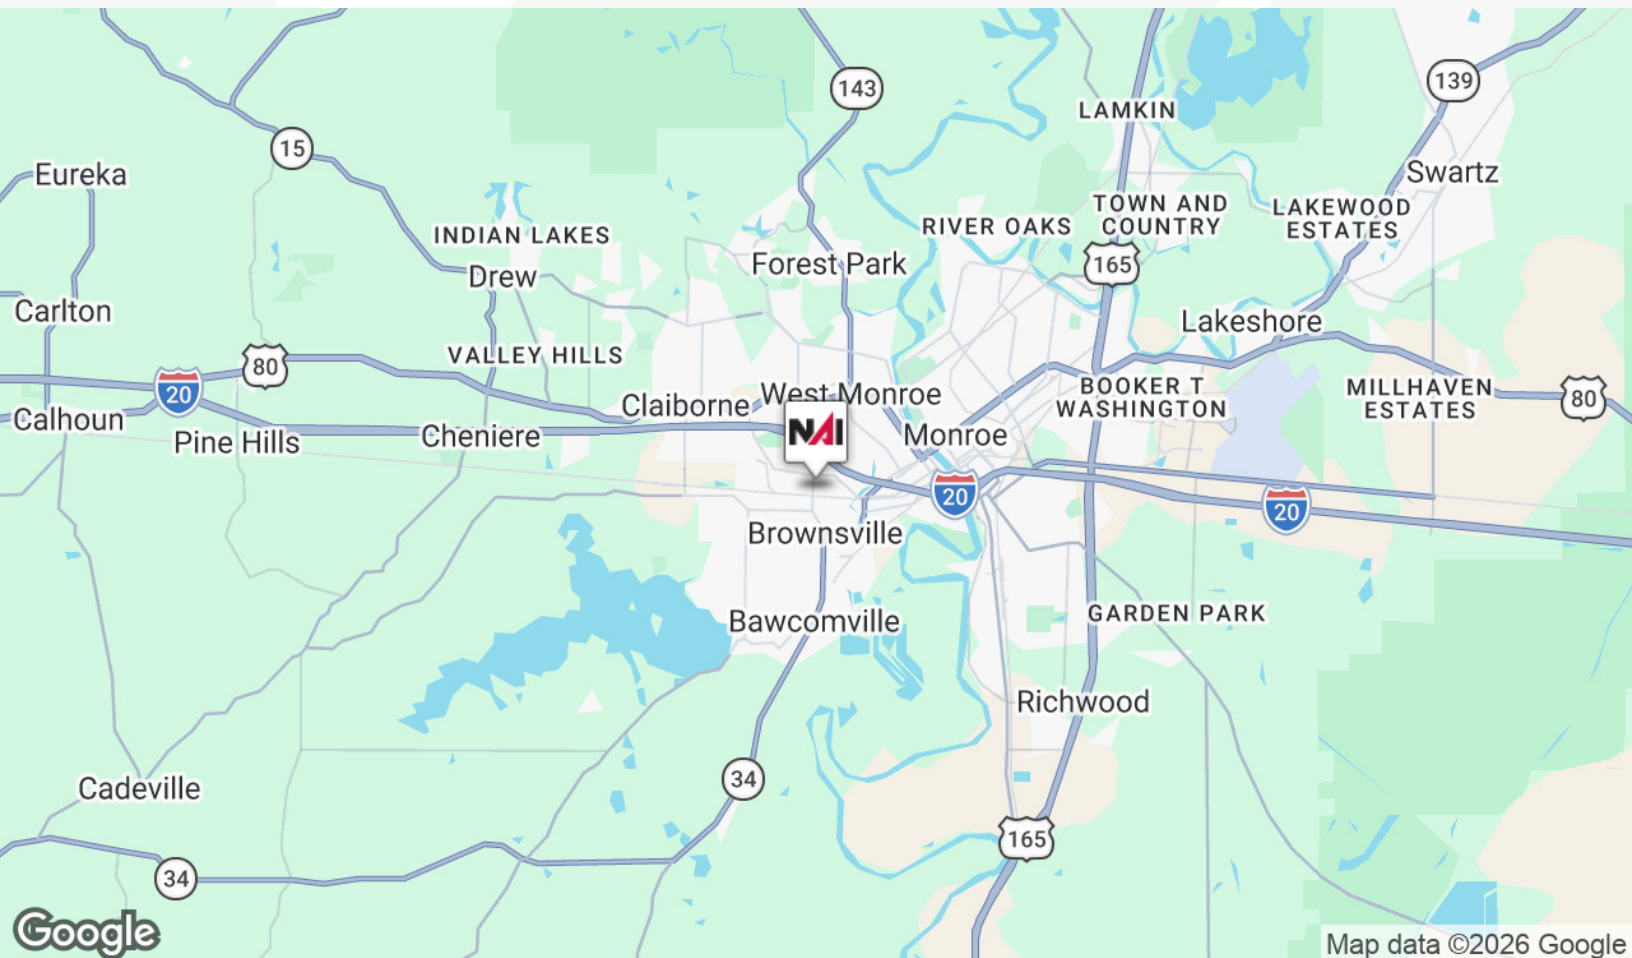 143
139
LAMKIN
15
Eureka
Swartz
TOWN AND
COUNTRY
LAKEWOOD
ESTATES
RIVER OAKS
INDIAN LAKES
Drew
Forest Park
165
Carlton
Lakeshore
VALLEY HILLS
80
20
BOOKER T
WASHINGTON
MILLHAVEN
ESTATES
80
West Monroe
Claiborne
Calhoun
Pine Hills
Cheniere
NAI
Monroe
20
20
Brownsville
Bawcomville
GARDEN PARK
Richwood
34
Cadeville
165
34
Google
Map data ©2026 Google